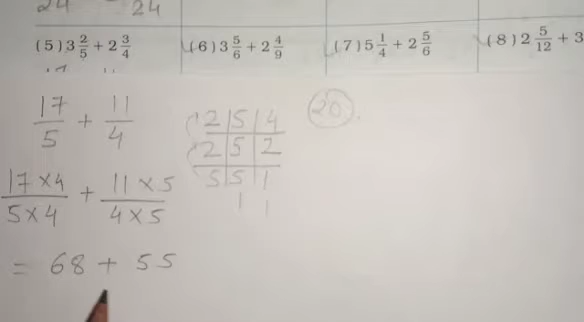 24 24
(5) 3 2/5 + 2 3/4 (6) 3 5/6 + 2 4/9 (7) 5 1/4 + 2 5/6 (8) 2 5/12 + 3
17/5 + 11/4
2 5 4
20
2 5 2
5 5 1
1 1
17 × 4/5 × 4 + 11 × 5/4 × 5
= 68 + 55